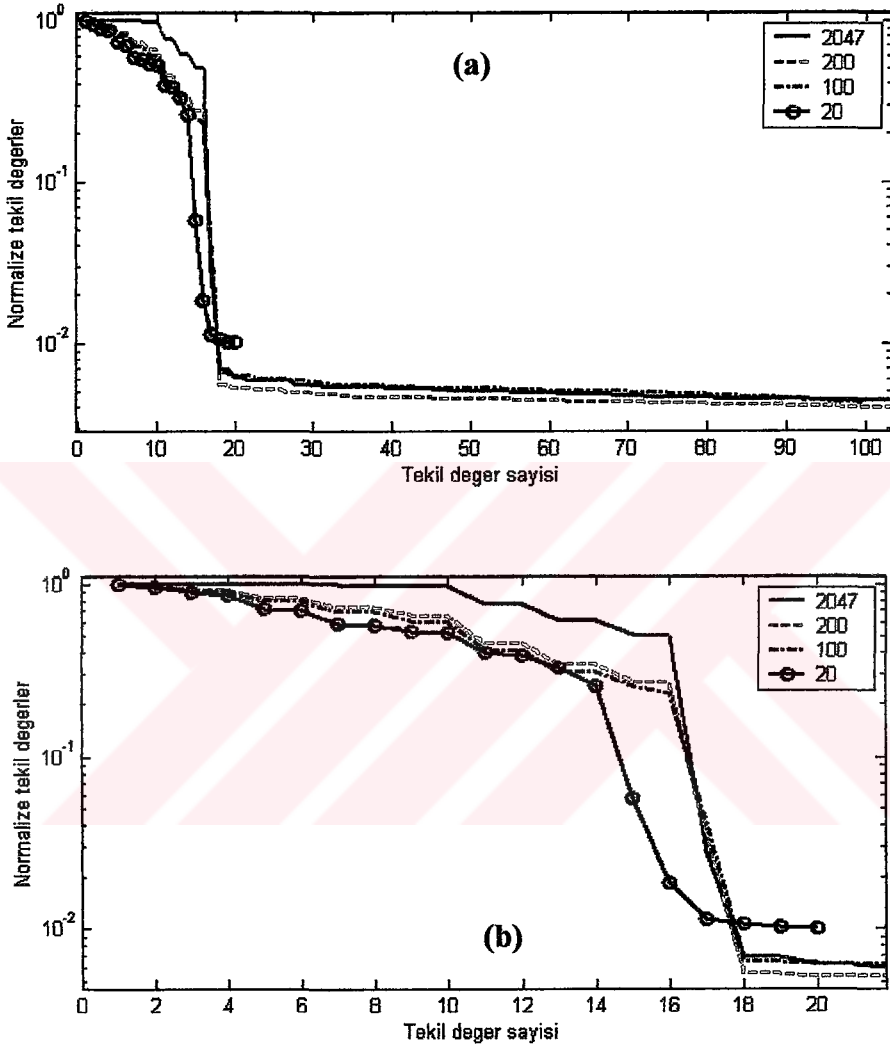 10^0
(a)
2047
200
100
20
10^-1
10^-2
Normalize tekil degerler
0 10 20 30 40 50 60 70 80 90 100
Tekil deger sayisi
10^0
2047
200
100
20
10^-1
10^-2
(b)
Normalize tekil degerler
0 2 4 6 8 10 12 14 16 18 20
Tekil deger sayisi